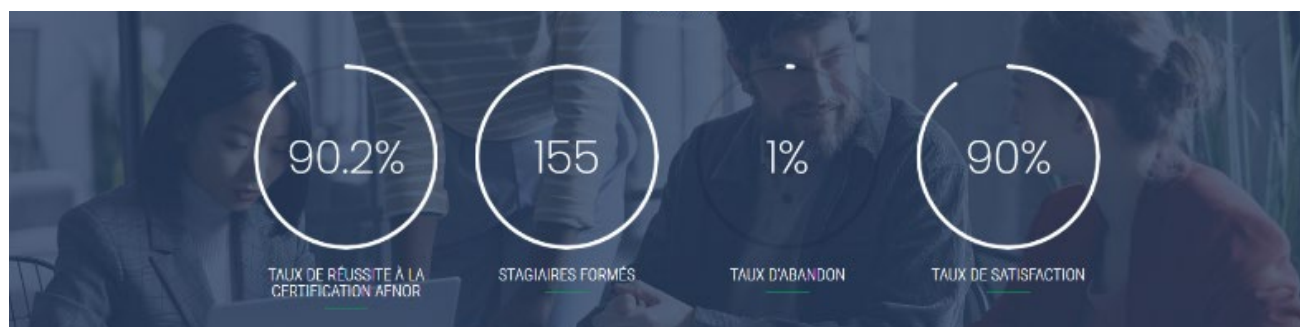 90.2%
155
1%
90%
TAUX DE RÉUSSITE À LA
CERTIFICATION AFNOR
STAGIAIRES FORMÉS
TAUX D'ABANDON
TAUX DE SATISFACTION